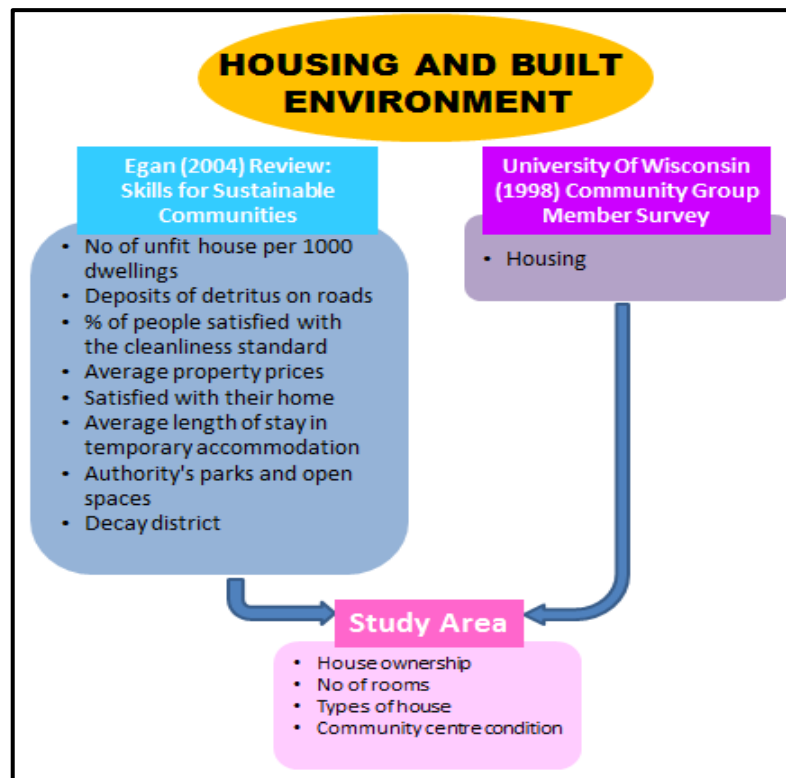 HOUSING AND BUILT
ENVIRONMENT
Egan (2004) Review:
Skills for Sustainable
Communities
• No of unfit house per 1000
dwellings
• Deposits of detritus on roads
• % of people satisfied with
the cleanliness standard
• Average property prices
• Satisfied with their home
• Average length of stay in
temporary accommodation
• Authority's parks and open
spaces
• Decay district
University Of Wisconsin
(1998) Community Group
Member Survey
• Housing
Study Area
• House ownership
• No of rooms
• Types of house
• Community centre condition